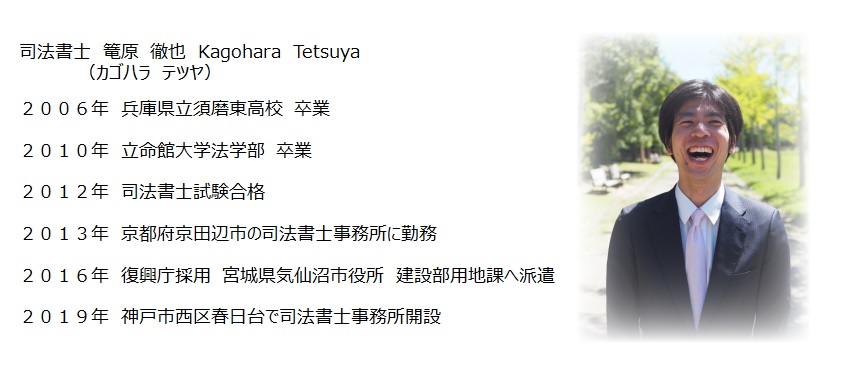 司法書士　篭原　徹也　Kagohara　Tetsuya
（カゴハラ　テツヤ）
２００６年　兵庫県立須磨東高校　卒業
２０１０年　立命館大学法学部　卒業
２０１２年　司法書士試験合格
２０１３年　京都府京田辺市の司法書士事務所に勤務
２０１６年　復興庁採用　宮城県気仙沼市役所　建設部用地課へ派遣
２０１９年　神戸市西区春日台で司法書士事務所開設